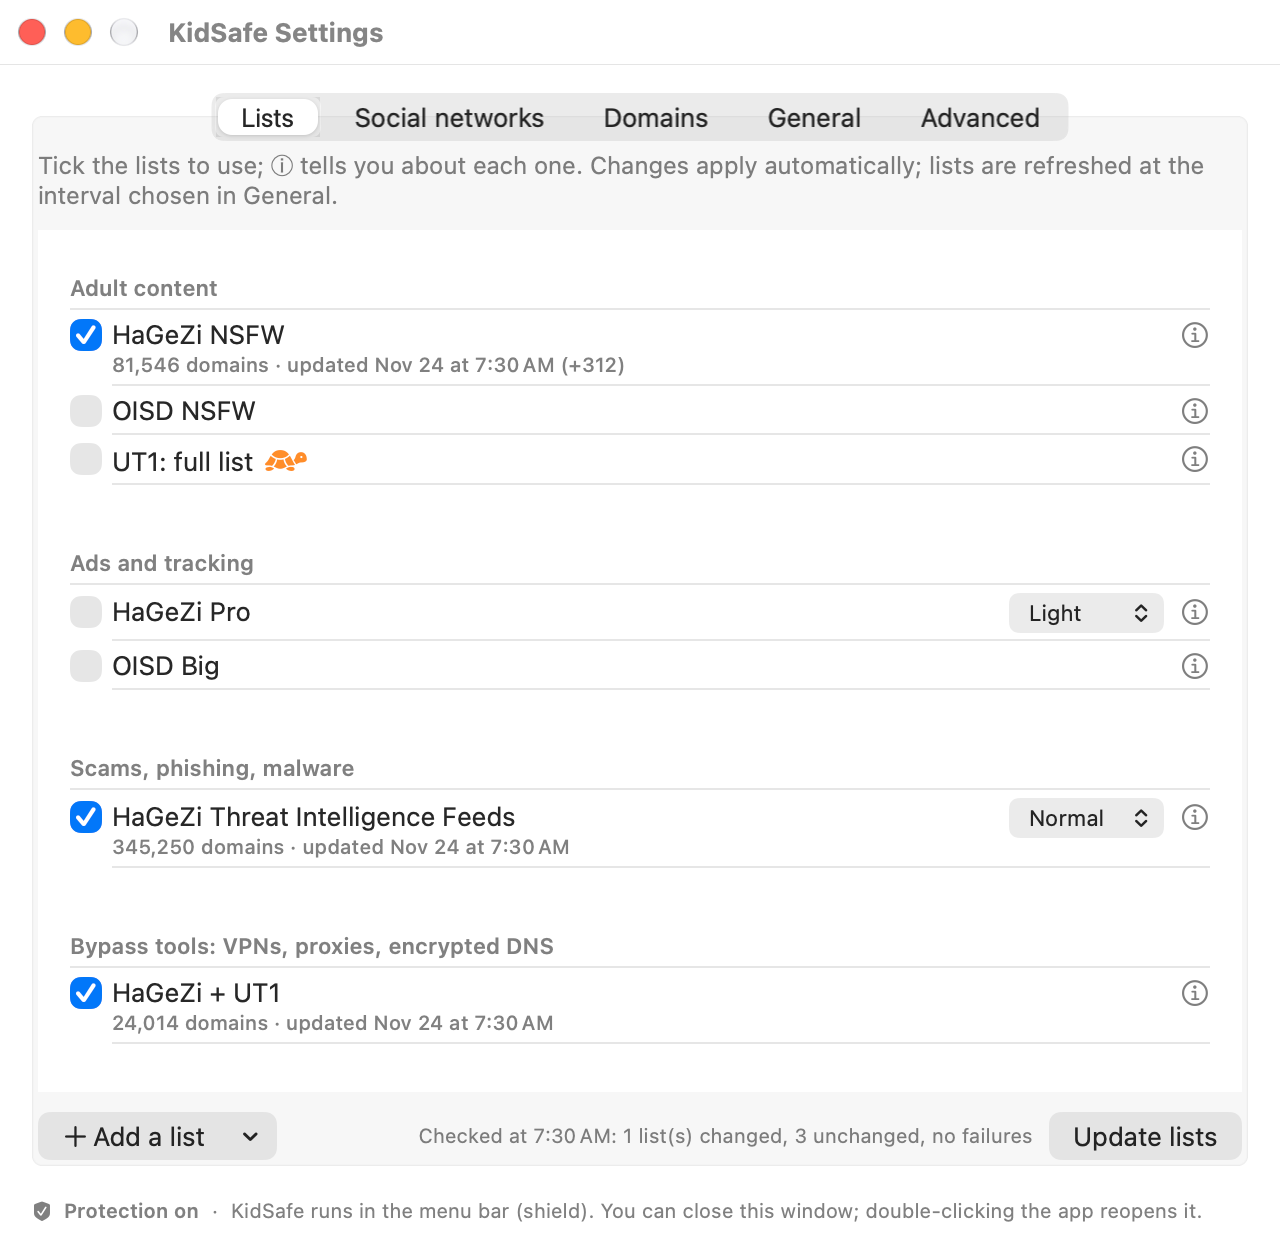 KidSafe Settings
Lists
Social networks
Domains
General
Advanced
Tick the lists to use; ⓘ tells you about each one. Changes apply automatically; lists are refreshed at the
interval chosen in General.
Adult content
HaGeZi NSFW
81,546 domains · updated Nov 24 at 7:30 AM (+312)
OISD NSFW
UT1: full list
Ads and tracking
HaGeZi Pro
Light
OISD Big
Scams, phishing, malware
HaGeZi Threat Intelligence Feeds
Normal
345,250 domains · updated Nov 24 at 7:30 AM
Bypass tools: VPNs, proxies, encrypted DNS
HaGeZi + UT1
24,014 domains · updated Nov 24 at 7:30 AM
+ Add a list
Checked at 7:30 AM: 1 list(s) changed, 3 unchanged, no failures
Update lists
Protection on · KidSafe runs in the menu bar (shield). You can close this window; double-clicking the app reopens it.